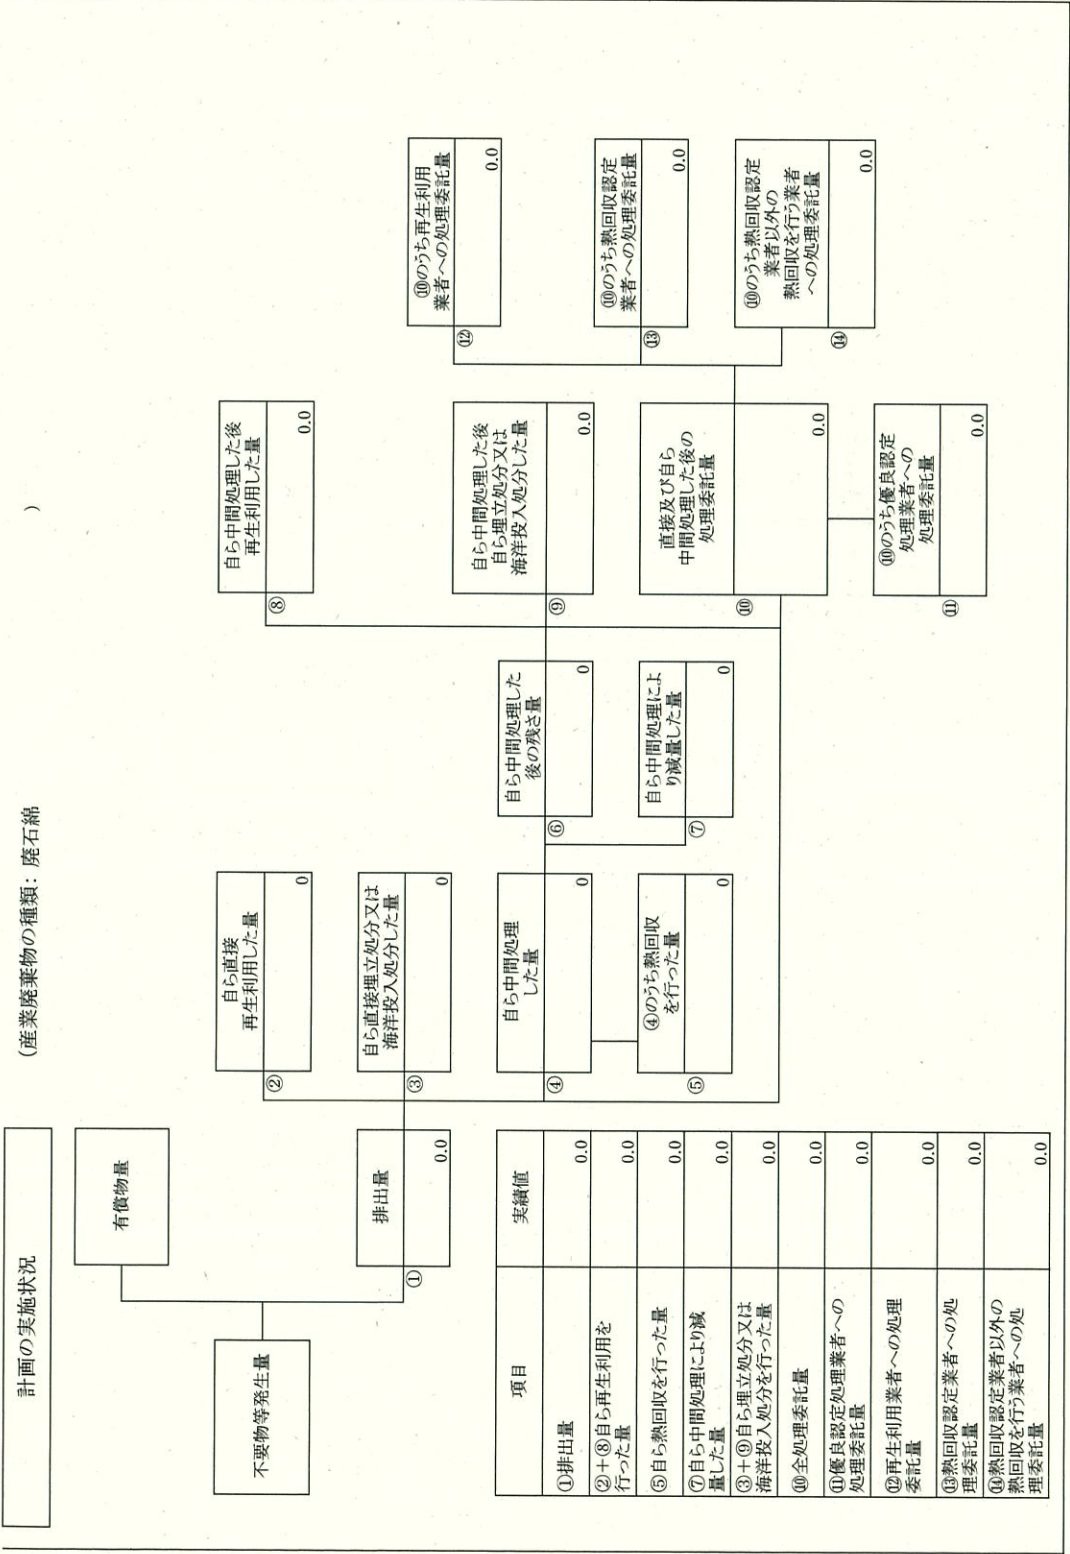 計画の実施状況
(産業廃棄物の種類: 廃石綿
)
不要物等発生量
有償物量
①
排出量
0.0
②
自ら直接
再生利用した量
0
③
自ら直接埋立処分又は
海洋投入処分した量
0
④
自ら中間処理
した量
0
⑤
④のうち熱回収
を行った量
0
⑥
自ら中間処理した
後の残さ量
0
⑦
自ら中間処理によ
り減量した量
0
⑧
自ら中間処理した後
再生利用した量
0.0
⑨
自ら中間処理した後
自ら埋立処分又は
海洋投入処分した量
0.0
⑩
直接及び自ら
中間処理した後の
処理委託量
0.0
⑪
⑩のうち優良認定
処理業者への
処理委託量
0.0
⑫
⑩のうち再生利用
業者への処理委託量
0.0
⑬
⑩のうち熱回収認定
業者への処理委託量
0.0
⑭
⑩のうち熱回収認定
業者以外の
熱回収を行う業者
への処理委託量
0.0
項目 実績値
①排出量 0.0
②+⑧自ら再生利用を
行った量 0.0
⑤自ら熱回収を行った量 0.0
⑦自ら中間処理により減
量した量 0.0
③+⑨自ら埋立処分又は
海洋投入処分を行った量 0.0
⑩全処理委託量 0.0
⑪優良認定処理業者への
処理委託量 0.0
⑫再生利用業者への処理
委託量 0.0
⑬熱回収認定業者への処
理委託量 0.0
⑭熱回収認定業者以外の
熱回収を行う業者への処
理委託量 0.0